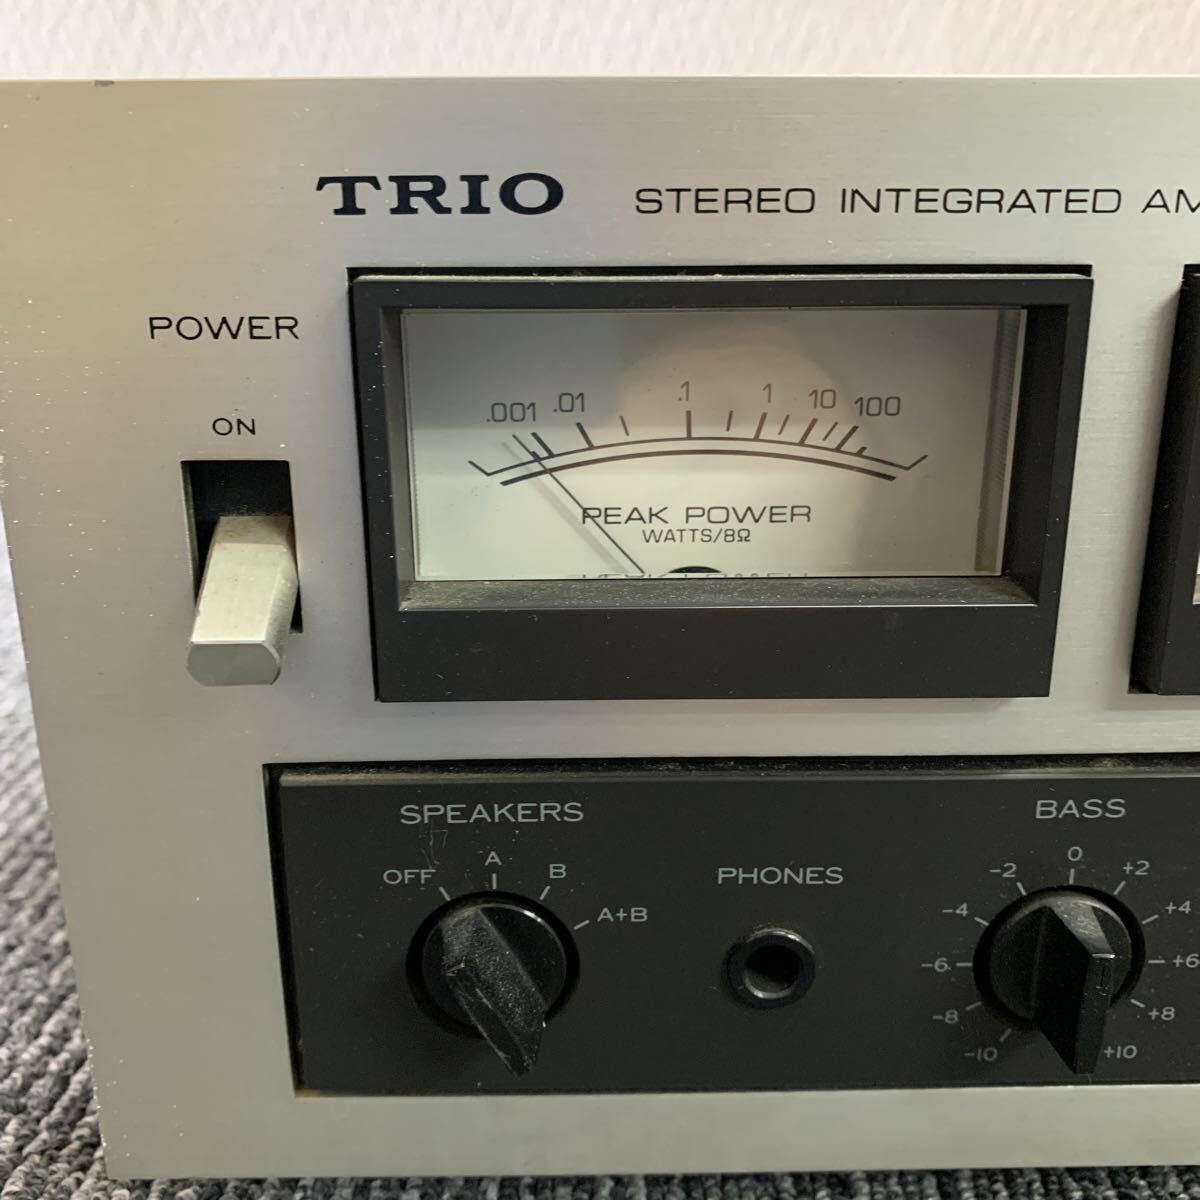 TRIO STEREO INTEGRATED AM
POWER
ON
.001 .01 .1 1 10 100
PEAK POWER
WATTS/8Ω
SPEAKERS
OFF A B A+B
PHONES
BASS
-10 -8 -6 -4 -2 0 +2 +4 +6 +8 +10